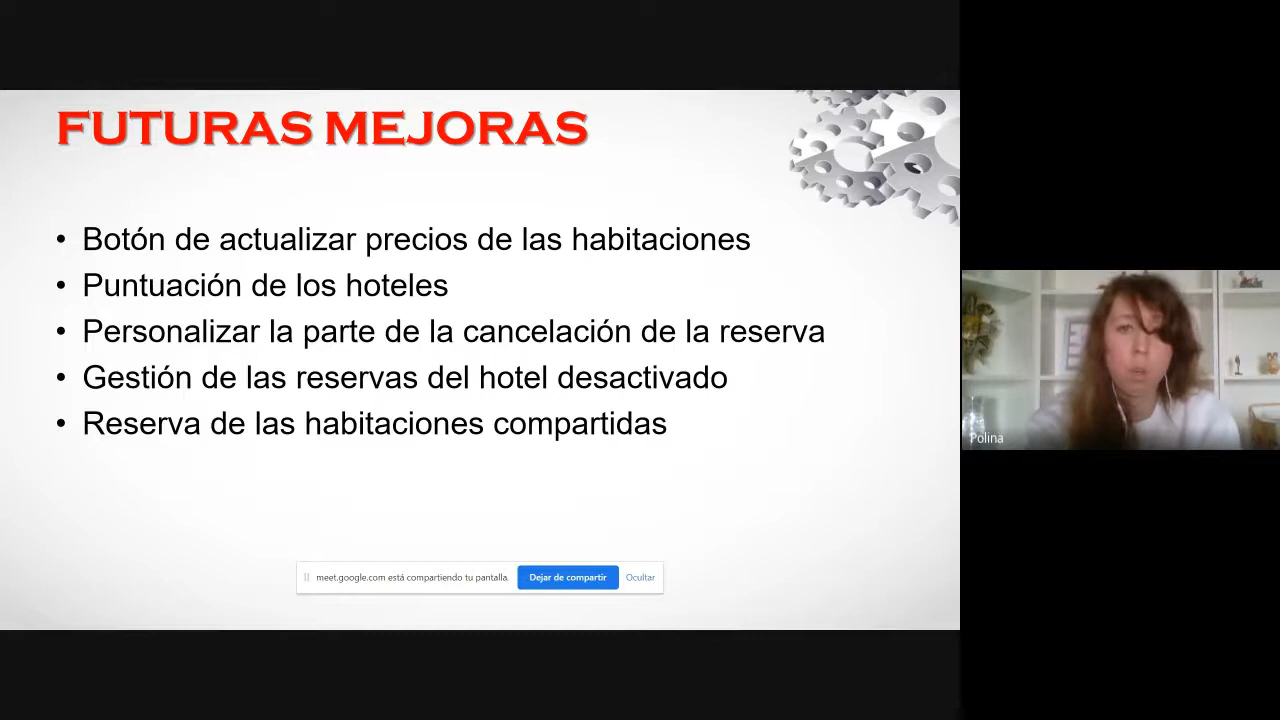 FUTURAS MEJORAS
• Botón de actualizar precios de las habitaciones
• Puntuación de los hoteles
• Personalizar la parte de la cancelación de la reserva
• Gestión de las reservas del hotel desactivado
• Reserva de las habitaciones compartidas
meet.google.com está compartiendo tu pantalla. Dejar de compartir Ocultar
Polina